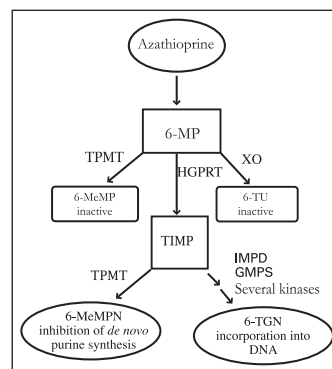 Azathioprine
6-MP
TPMT
HGPRT
XO
6-MeMP
inactive
6-TU
inactive
TIMP
TPMT
IMPD
GMPS
Several kinases
6-MeMPN
inhibition of de novo
purine synthesis
6-TGN
incorporation into
DNA